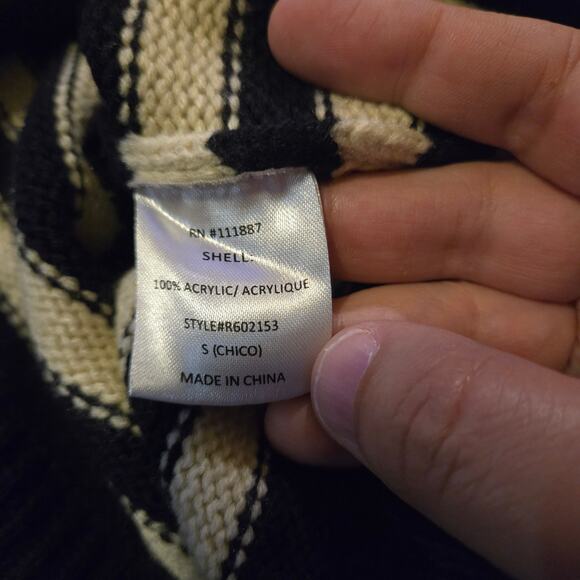 RN #111887
SHELL:
100% ACRYLIC/ ACRYLIQUE
STYLE#R602153
S (CHICO)
MADE IN CHINA